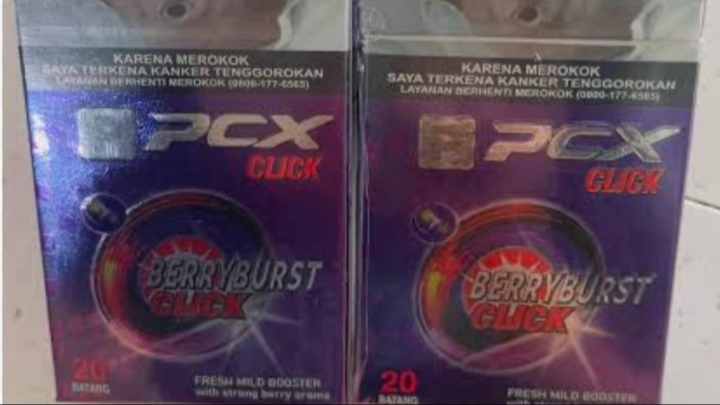 KARENA MEROKOK
SAYA TERKENA KANKER TENGGOROKAN
LAYANAN BERHENTI MEROKOK (0800-177-6565)
PCX
CLICK
BERRYBURST
CLICK
20
BATANG
FRESH MILD BOOSTER
with strong berry aroma
KARENA MEROKOK
SAYA TERKENA KANKER TENGGOROKAN
LAYANAN BERHENTI MEROKOK (0800-177-6565)
PCX
CLICK
BERRYBURST
CLICK
20
BATANG
FRESH MILD BOOSTER
with strong